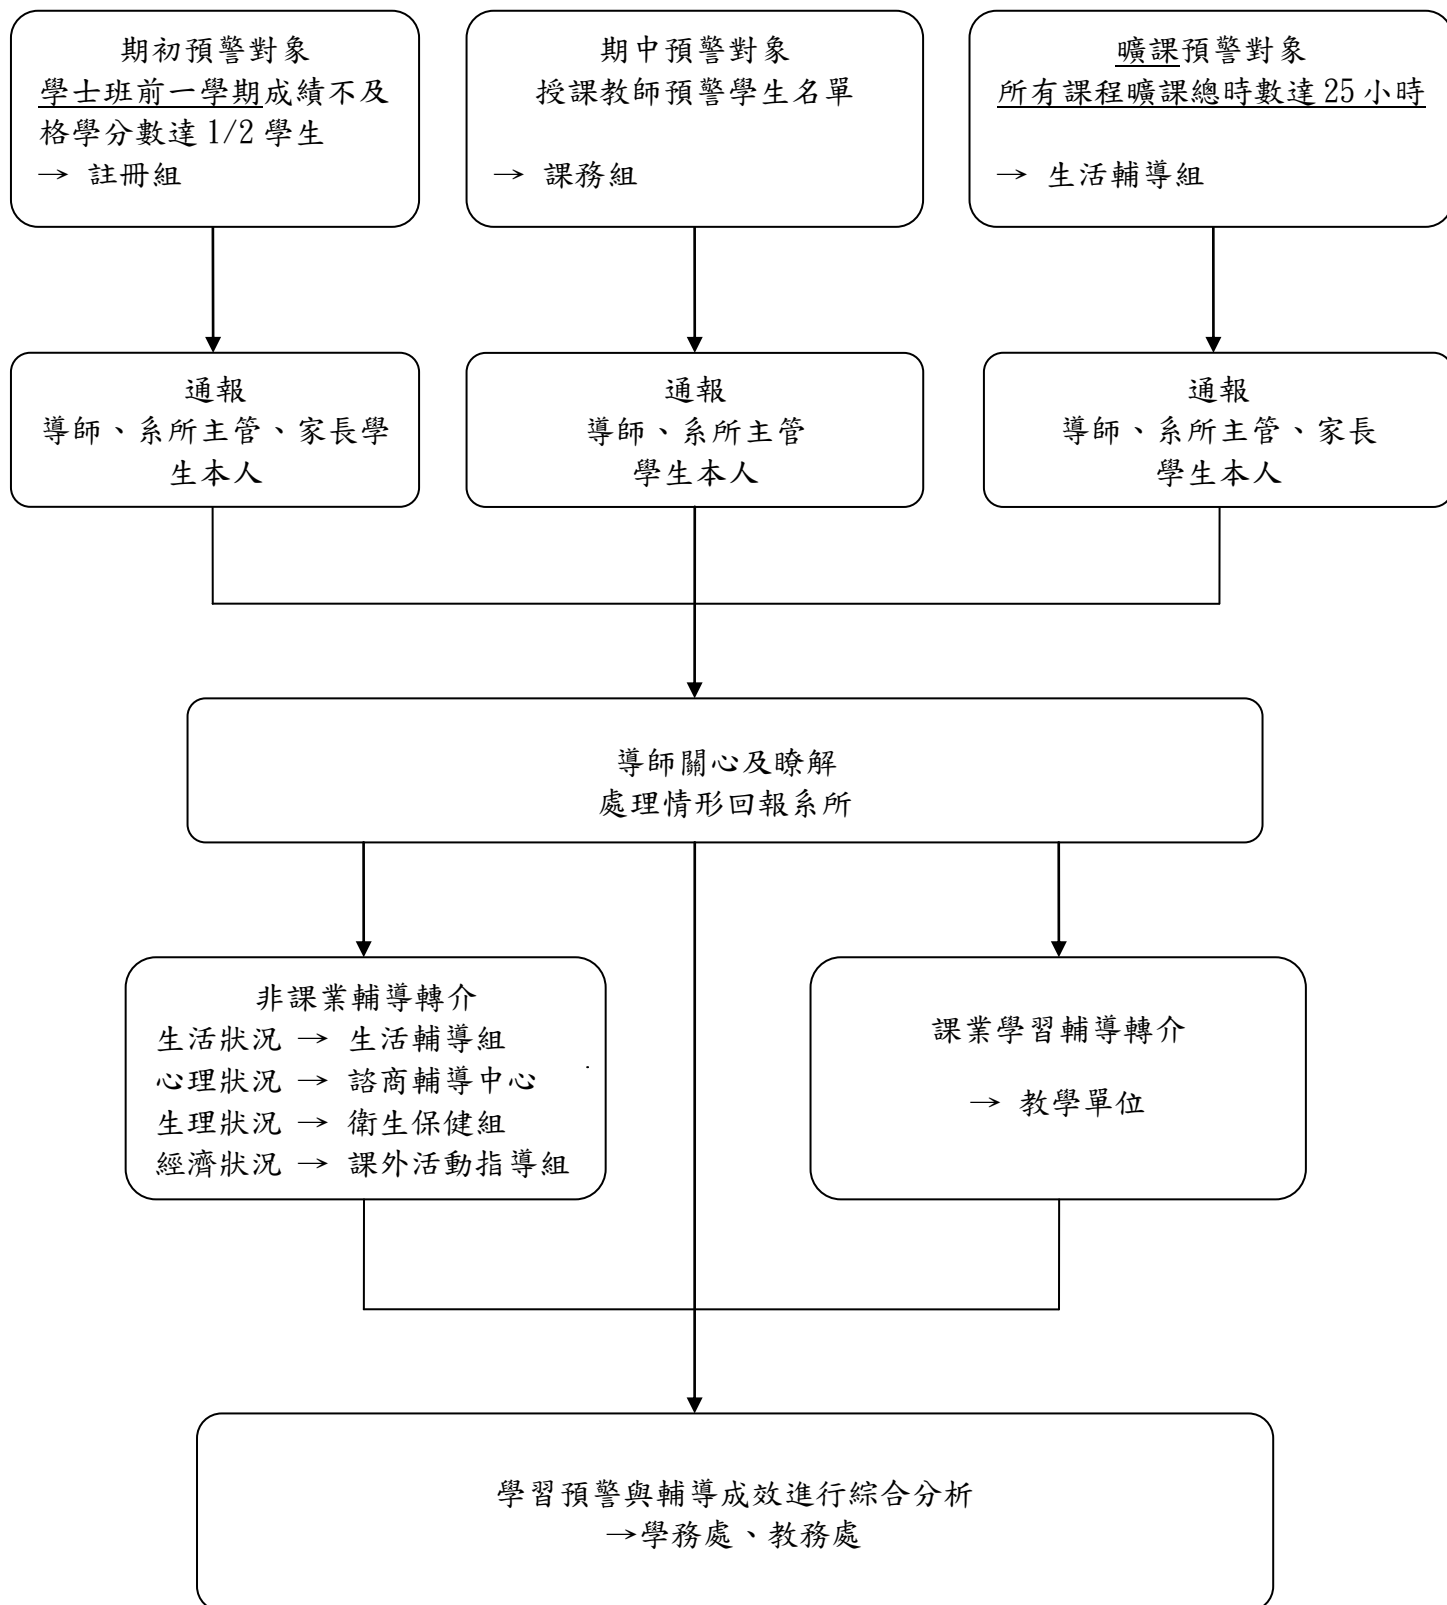 期初預警對象
學士班前一學期成績不及
格學分數達 1/2 學生
→ 註冊組
期中預警對象
授課教師預警學生名單
→ 課務組
曠課預警對象
所有課程曠課總時數達 25 小時
→ 生活輔導組
通報
導師、系所主管、家長學
生本人
通報
導師、系所主管
學生本人
通報
導師、系所主管、家長
學生本人
導師關心及瞭解
處理情形回報系所
非課業輔導轉介
生活狀況 → 生活輔導組
心理狀況 → 諮商輔導中心
生理狀況 → 衛生保健組
經濟狀況 → 課外活動指導組
課業學習輔導轉介
→ 教學單位
學習預警與輔導成效進行綜合分析
→學務處、教務處